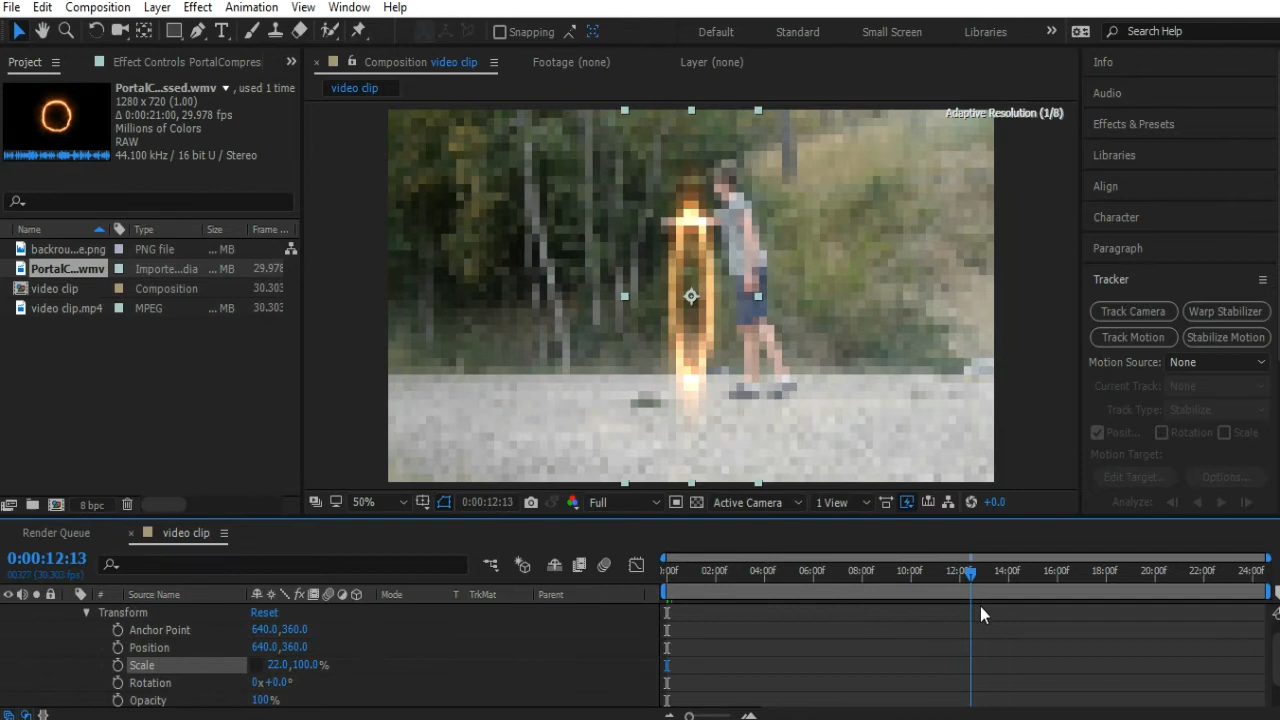 File Edit Composition Layer Effect Animation View Window Help
Snapping Default Standard Small Screen Libraries Search Help
Project Effect Controls PortalCompres
PortalC...ssed.wmv , used 1 time
1280 x 720 (1.00)
Δ 0:00:21:00, 29.978 fps
Millions of Colors
RAW
44.100 kHz / 16 bit U / Stereo
Name Type Size Frame ...
backrou...e.png PNG file ... MB
PortalC...wmv Importe...dia ... MB 29.978
video clip Composition 30.303
video clip.mp4 MPEG ... MB 30.303
8 bpc
Composition video clip Footage (none) Layer (none)
video clip
Adaptive Resolution (1/8)
50% 0:00:12:13 Full Active Camera 1 View +0.0
Info
Audio
Effects & Presets
Libraries
Align
Character
Paragraph
Tracker
Track Camera Warp Stabilizer
Track Motion Stabilize Motion
Motion Source: None
Current Track: None
Track Type: Stabilize
Posit... Rotation Scale
Motion Target:
Edit Target... Options...
Analyze:
Render Queue video clip
0:00:12:13
00377 (30.303 fps)
# Source Name Mode T TrkMat Parent
:00f 02:00f 04:00f 06:00f 08:00f 10:00f 12:00f 14:00f 16:00f 18:00f 20:00f 22:00f 24:00f
Transform Reset
Anchor Point 640.0,360.0
Position 640.0,360.0
Scale 22.0,100.0%
Rotation 0x+0.0°
Opacity 100%